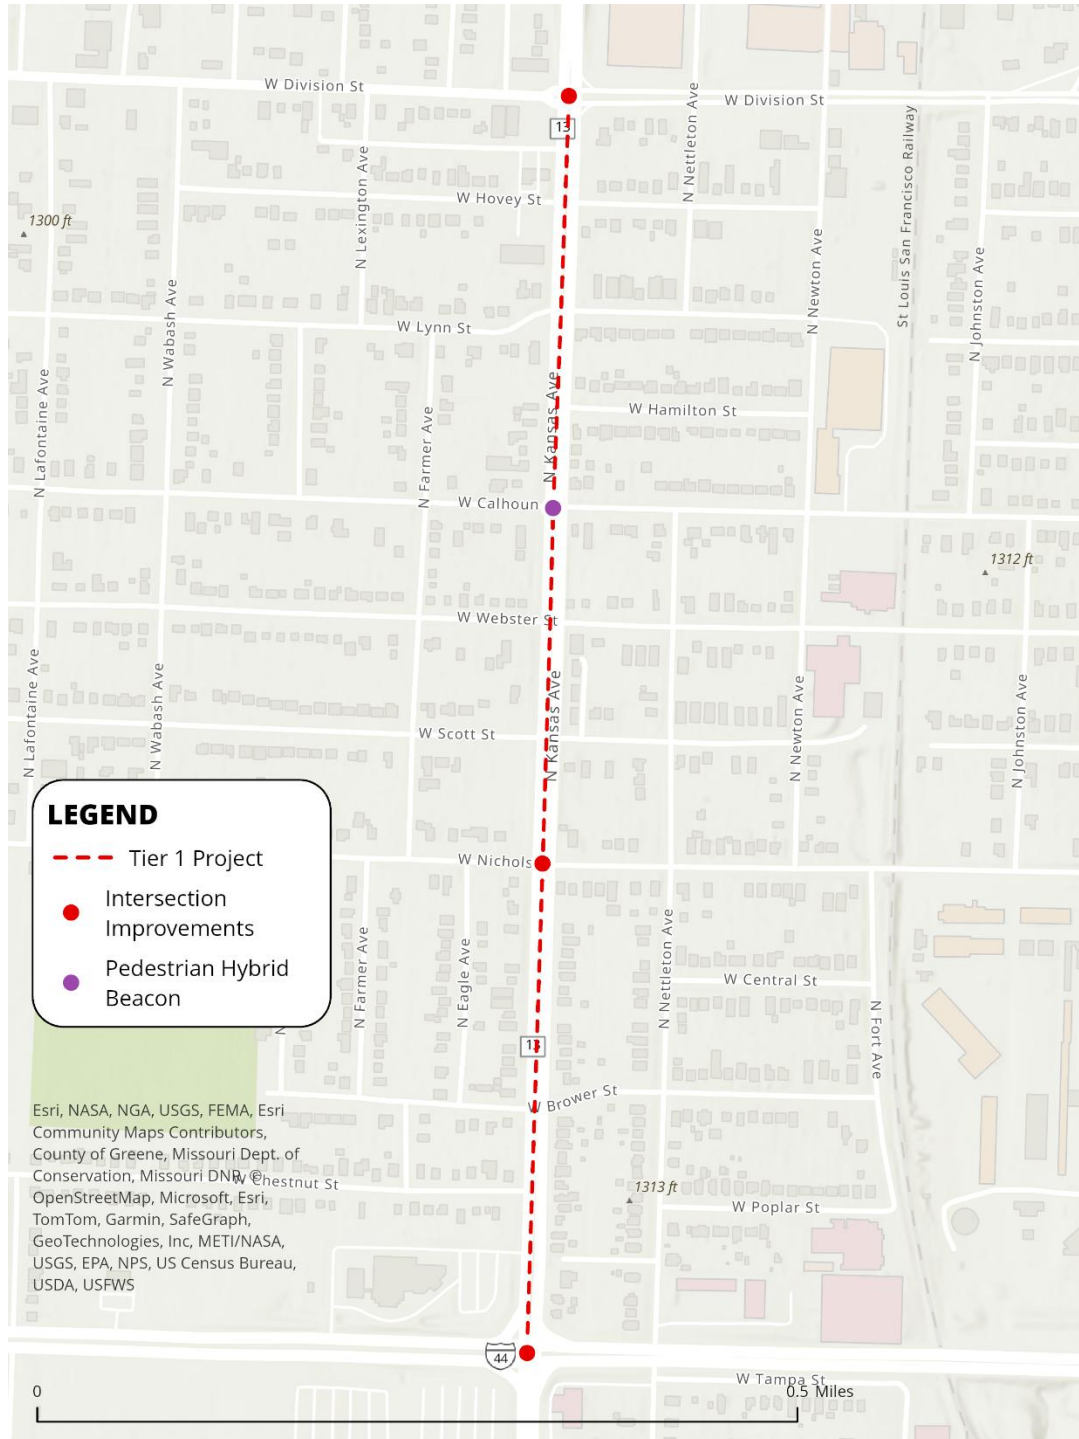 W Division St
W Division St
13
N Nettleton Ave
St Louis San Francisco Railway
N Lexington Ave
W Hovey St
1300 ft
N Newton Ave
N Johnston Ave
N Wabash Ave
W Lynn St
N Lafontaine Ave
N Kansas Ave
W Hamilton St
N Farmer Ave
W Calhoun
1312 ft
W Webster St
N Lafontaine Ave
N Wabash Ave
N Kansas Ave
N Newton Ave
N Johnston Ave
W Scott St
LEGEND
Tier 1 Project
Intersection
Improvements
Pedestrian Hybrid
Beacon
W Nichols
N Farmer Ave
N Eagle Ave
N Nettleton Ave
W Central St
N Fort Ave
N
13
W Brower St
Esri, NASA, NGA, USGS, FEMA, Esri
Community Maps Contributors,
County of Greene, Missouri Dept. of
Conservation, Missouri DNR, ©
OpenStreetMap, Microsoft, Esri,
TomTom, Garmin, SafeGraph,
GeoTechnologies, Inc, METI/NASA,
USGS, EPA, NPS, US Census Bureau,
USDA, USFWS
W Chestnut St
1313 ft
W Poplar St
44
W Tampa St
0
0.5 Miles